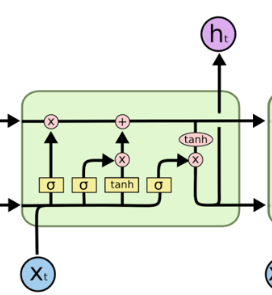 hₜ
x +
tanh
x x
σ σ tanh σ
Xₜ